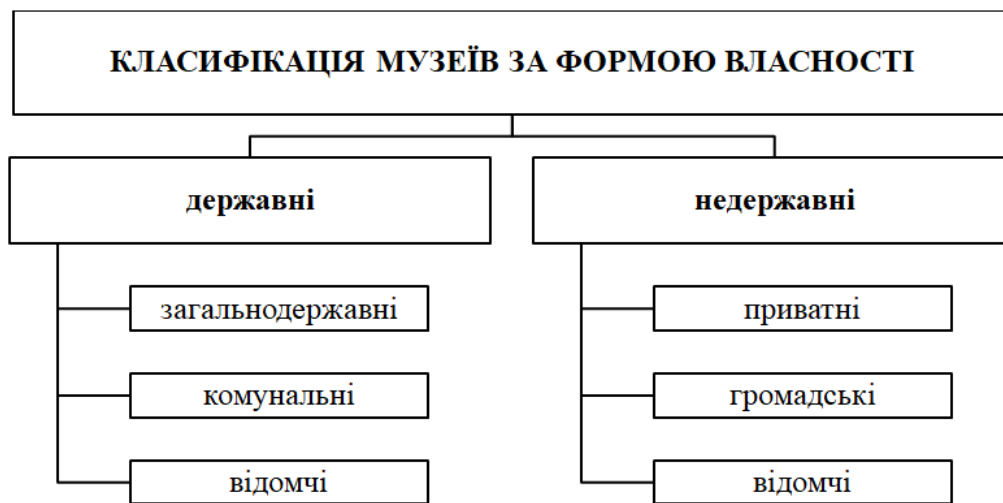 КЛАСИФІКАЦІЯ МУЗЕЇВ ЗА ФОРМОЮ ВЛАСНОСТІ
державні
загальнодержавні
комунальні
відомчі
недержавні
приватні
громадські
відомчі